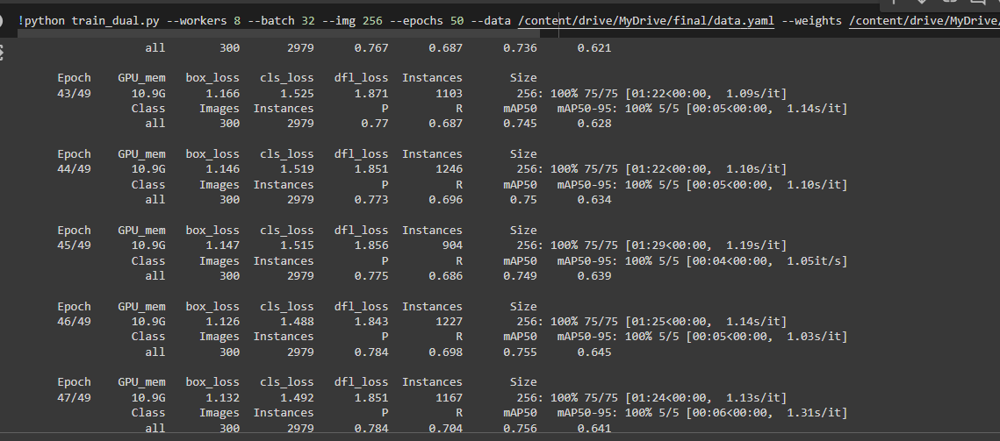 !python train_dual.py --workers 8 --batch 32 --img 256 --epochs 50 --data /content/drive/MyDrive/final/data.yaml --weights /content/drive/MyDrive/
all 300 2979 0.767 0.687 0.736 0.621
Epoch GPU_mem box_loss cls_loss dfl_loss Instances Size
43/49 10.9G 1.166 1.525 1.871 1103 256: 100% 75/75 [01:22<00:00, 1.09s/it]
Class Images Instances P R mAP50 mAP50-95: 100% 5/5 [00:05<00:00, 1.14s/it]
all 300 2979 0.77 0.687 0.745 0.628
Epoch GPU_mem box_loss cls_loss dfl_loss Instances Size
44/49 10.9G 1.146 1.519 1.851 1246 256: 100% 75/75 [01:22<00:00, 1.10s/it]
Class Images Instances P R mAP50 mAP50-95: 100% 5/5 [00:05<00:00, 1.10s/it]
all 300 2979 0.773 0.696 0.75 0.634
Epoch GPU_mem box_loss cls_loss dfl_loss Instances Size
45/49 10.9G 1.147 1.515 1.856 904 256: 100% 75/75 [01:29<00:00, 1.19s/it]
Class Images Instances P R mAP50 mAP50-95: 100% 5/5 [00:04<00:00, 1.05it/s]
all 300 2979 0.775 0.686 0.749 0.639
Epoch GPU_mem box_loss cls_loss dfl_loss Instances Size
46/49 10.9G 1.126 1.488 1.843 1227 256: 100% 75/75 [01:25<00:00, 1.14s/it]
Class Images Instances P R mAP50 mAP50-95: 100% 5/5 [00:05<00:00, 1.03s/it]
all 300 2979 0.784 0.698 0.755 0.645
Epoch GPU_mem box_loss cls_loss dfl_loss Instances Size
47/49 10.9G 1.132 1.492 1.851 1167 256: 100% 75/75 [01:24<00:00, 1.13s/it]
Class Images Instances P R mAP50 mAP50-95: 100% 5/5 [00:06<00:00, 1.31s/it]
all 300 2979 0.784 0.704 0.756 0.641